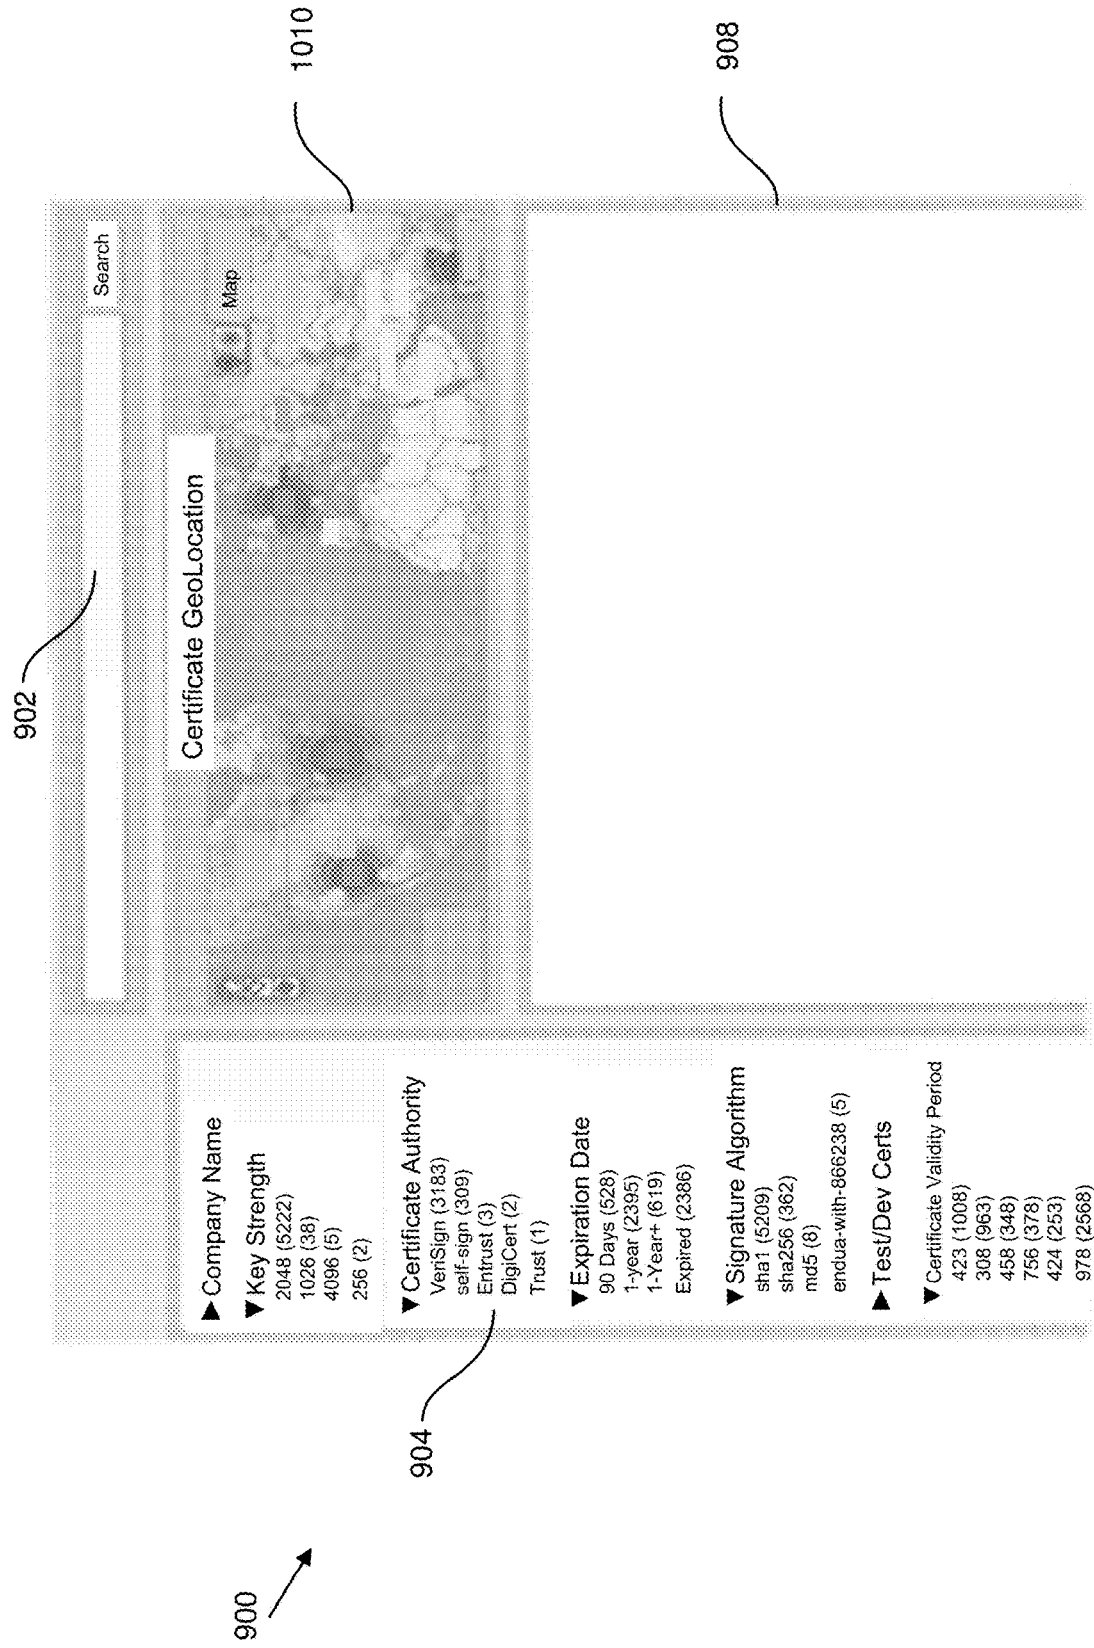 900
902
Search
▶Company Name
▼Key Strength
2048 (5222)
1026 (38)
4096 (5)
256 (2)
▼Certificate Authority
VeriSign (3183)
self-sign (309)
Entrust (3)
DigiCert (2)
Trust (1)
904
▼Expiration Date
90 Days (528)
1-year (2395)
1-Year+ (619)
Expired (2386)
▼Signature Algorithm
sha1 (5209)
sha256 (362)
md5 (8)
endua-with-866238 (5)
▶Test/Dev Certs
▼Certificate Validity Period
423 (1008)
308 (963)
458 (348)
756 (378)
424 (253)
978 (2568)
Certificate GeoLocation
Map
1010
908